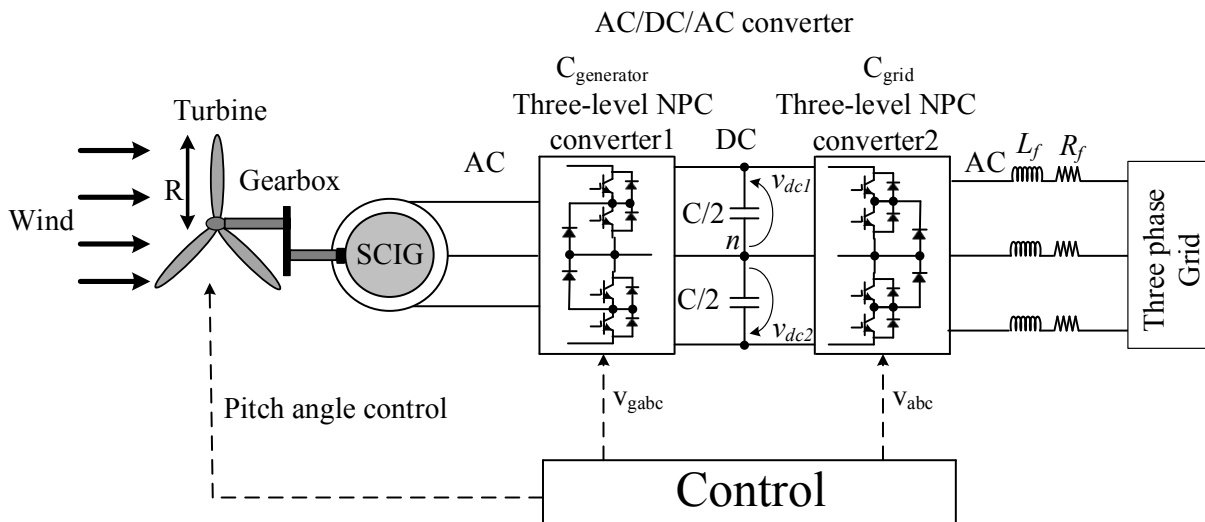 AC/DC/AC converter
Cgenerator
Three-level NPC
converter1
Cgrid
Three-level NPC
converter2
Turbine
R
Gearbox
Wind
SCIG
AC
DC
vdc1
C/2
n
C/2
vdc2
AC
Lf
Rf
Three phase
Grid
Pitch angle control
vgabc
vabc
Control